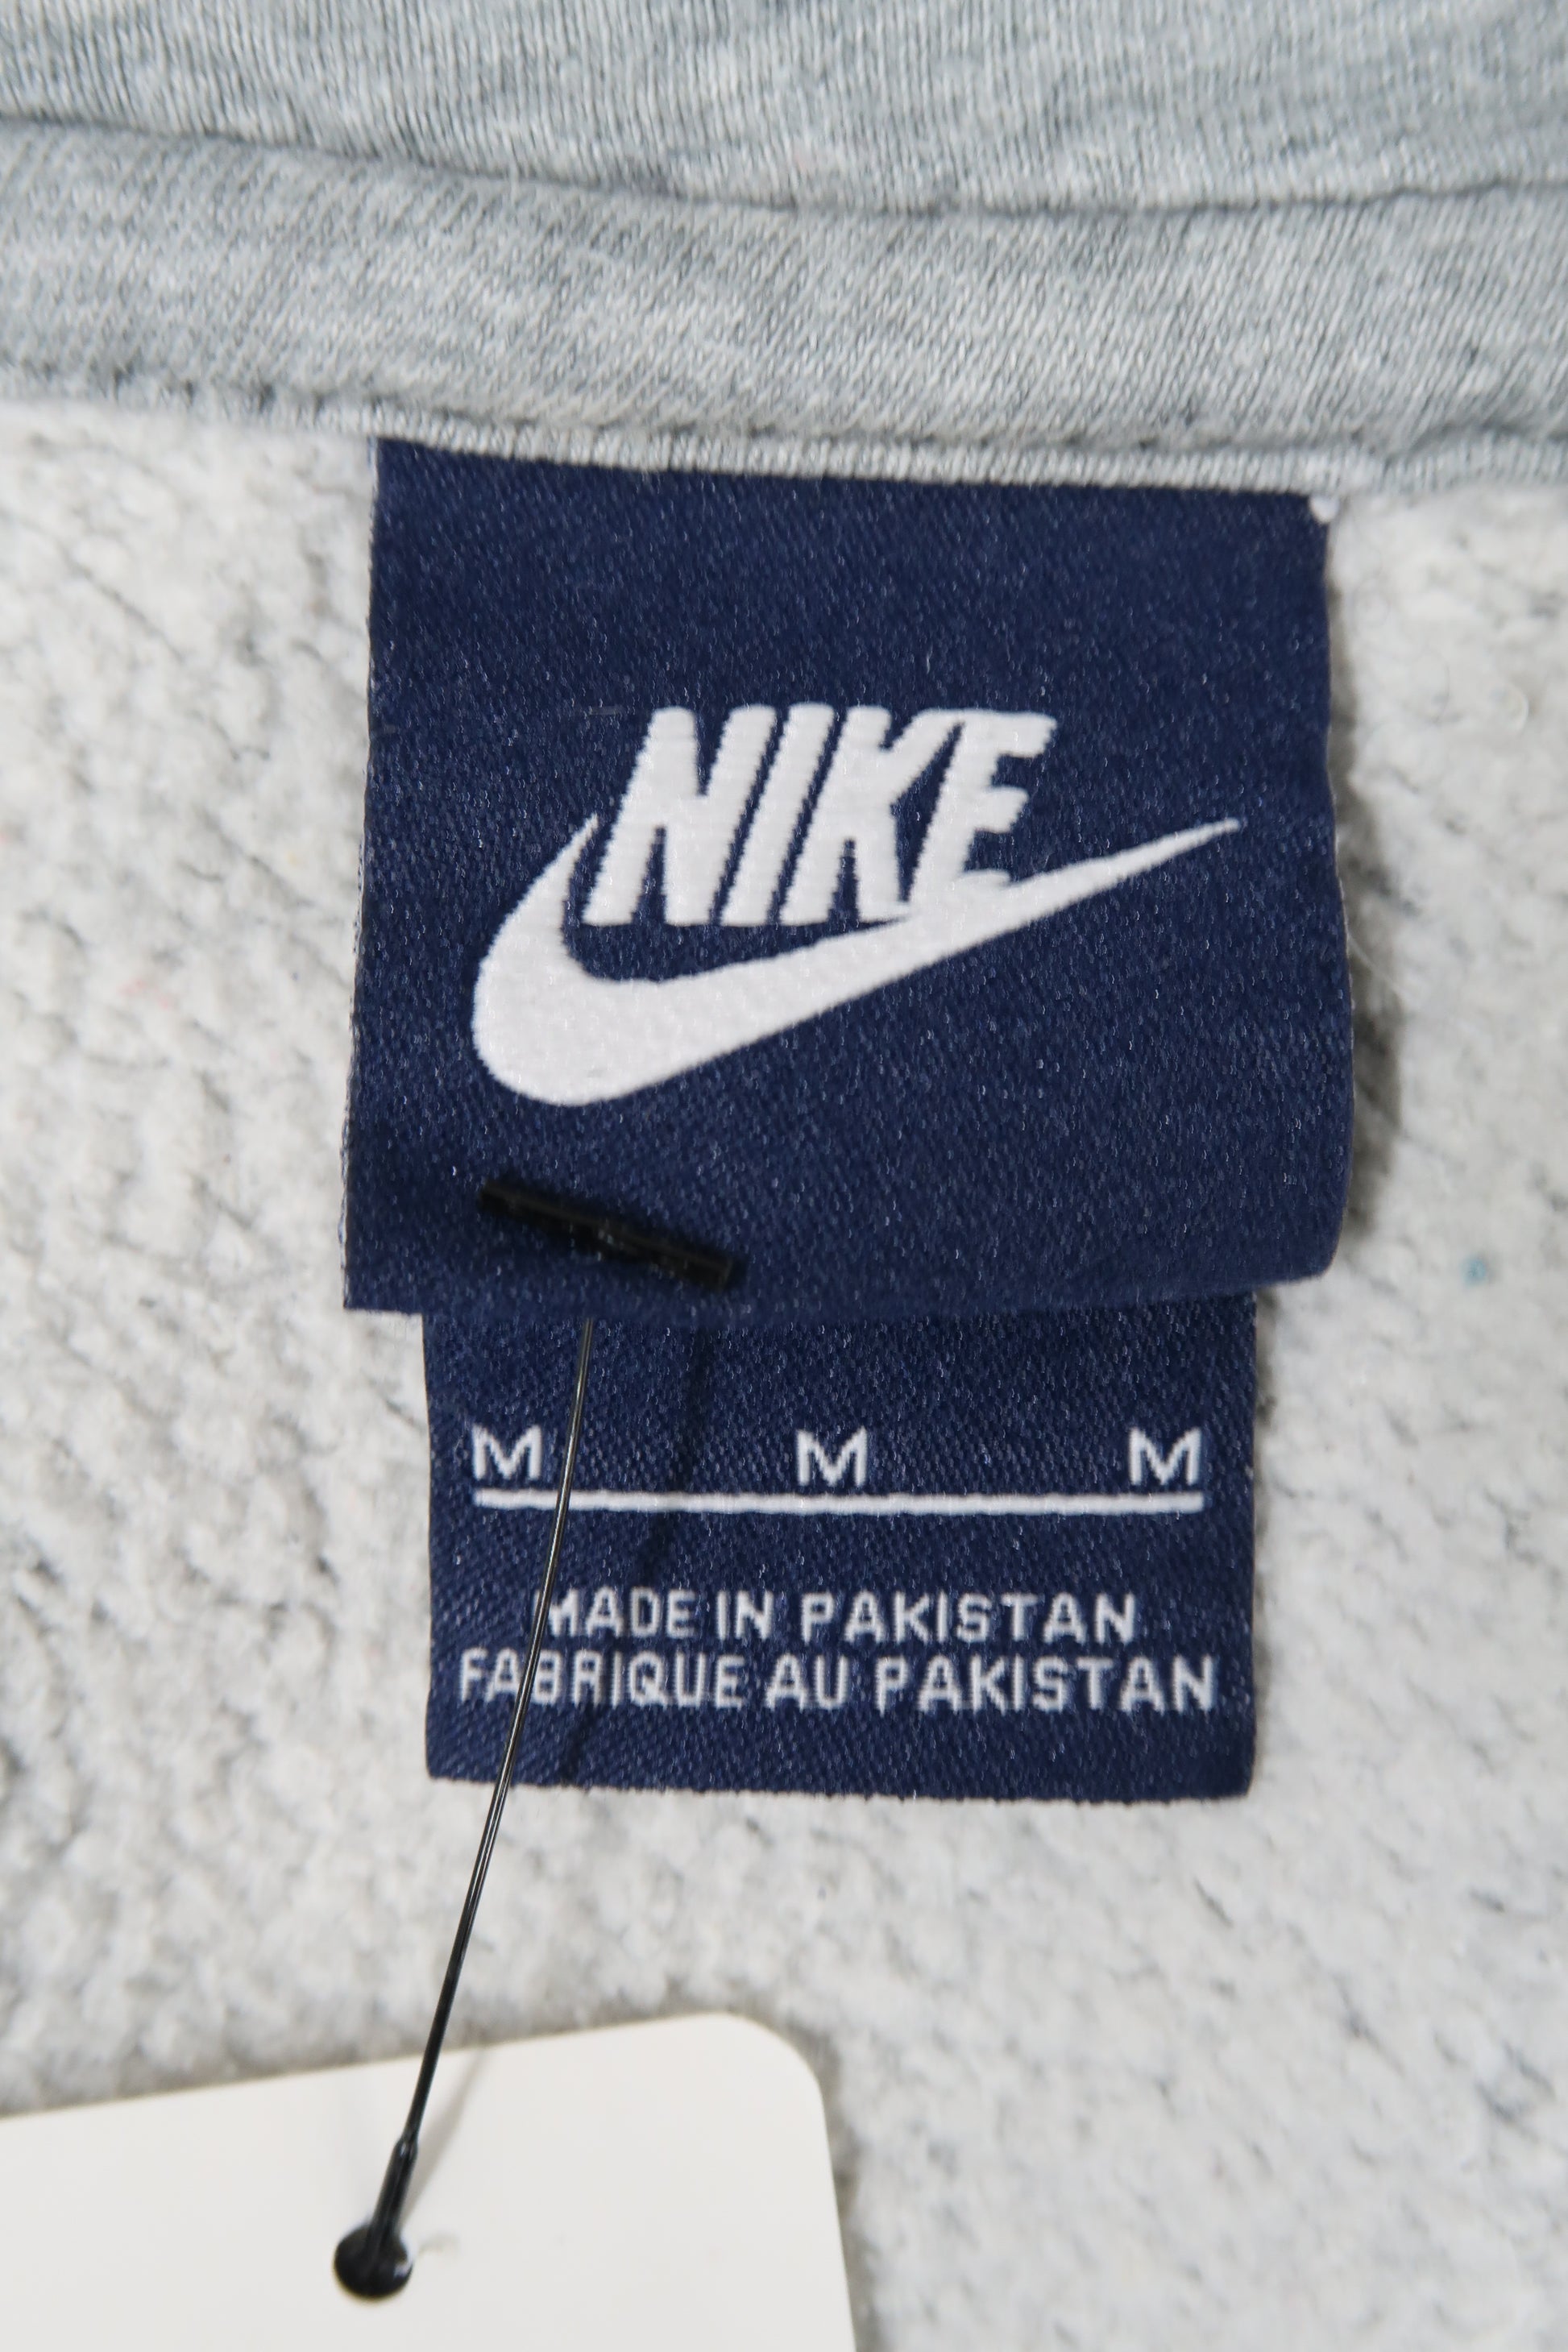 NIKE
M M M
MADE IN PAKISTAN
FABRIQUE AU PAKISTAN